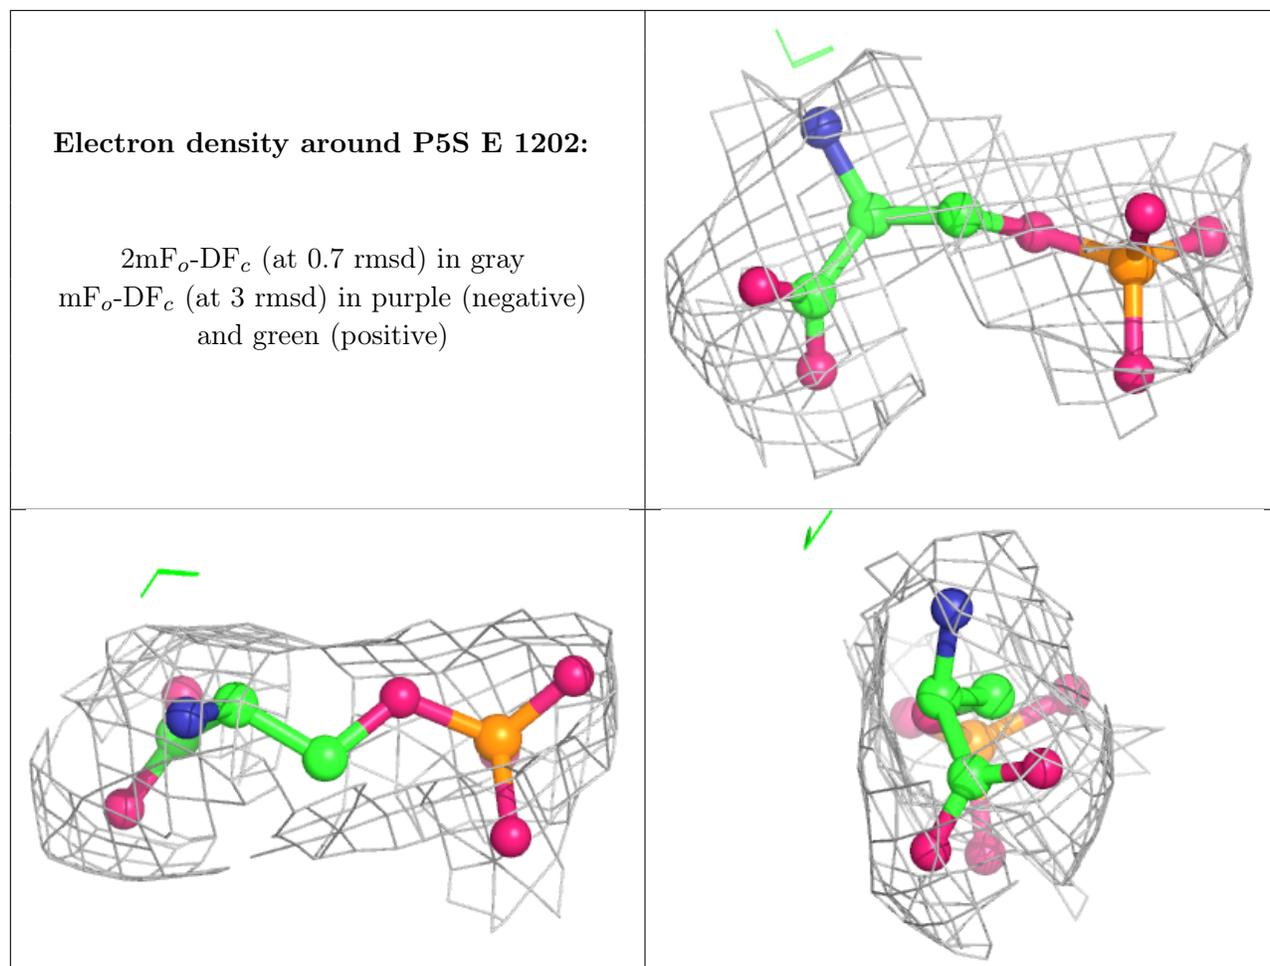 Electron density around P5S E 1202:
2mFo-DFc (at 0.7 rmsd) in gray
mFo-DFc (at 3 rmsd) in purple (negative)
and green (positive)